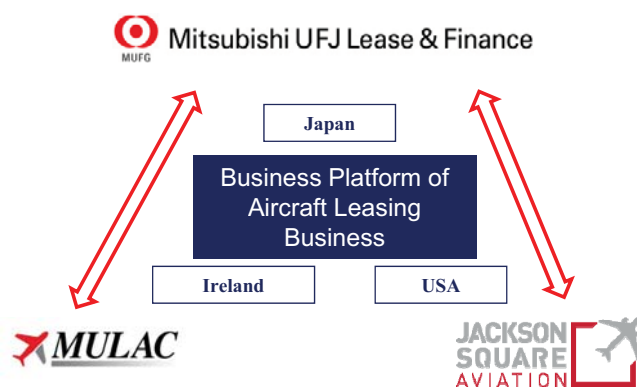 Mitsubishi UFJ Lease & Finance
MUFG
Japan
Business Platform of
Aircraft Leasing
Business
Ireland
USA
MULAC
JACKSON
SQUARE
AVIATION